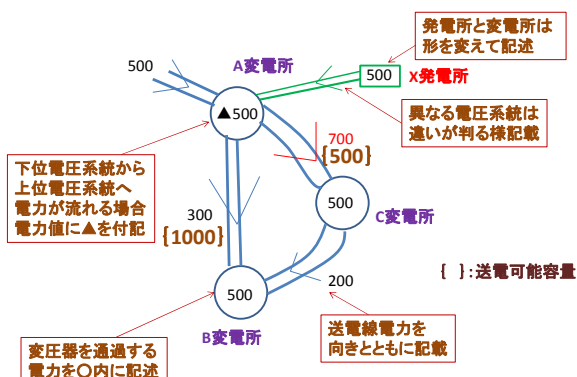 発電所と変電所は
形を変えて記述
500
A変電所
500
X発電所
▲500
異なる電圧系統は
違いが判る様記載
700
{500}
下位電圧系統から
上位電圧系統へ
電力が流れる場合
電力値に▲を付記
500
C変電所
300
{1000}
{ }:送電可能容量
500
200
B変電所
送電線電力を
向きとともに記載
変圧器を通過する
電力を〇内に記述